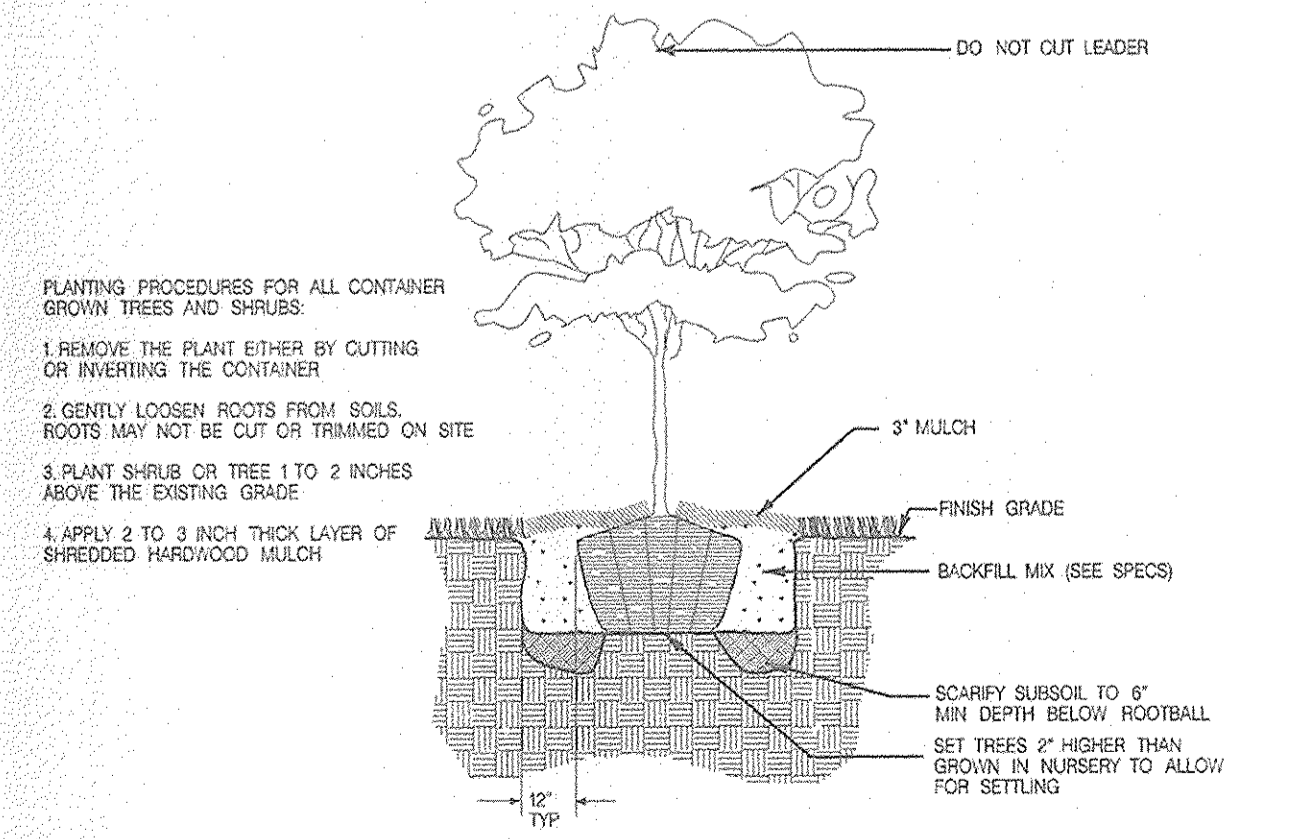 DO NOT CUT LEADER
PLANTING PROCEDURES FOR ALL CONTAINER
GROWN TREES AND SHRUBS:
1. REMOVE THE PLANT EITHER BY CUTTING
OR INVERTING THE CONTAINER
2. GENTLY LOOSEN ROOTS FROM SOILS.
ROOTS MAY NOT BE CUT OR TRIMMED ON SITE
3. PLANT SHRUB OR TREE 1 TO 2 INCHES
ABOVE THE EXISTING GRADE
4. APPLY 2 TO 3 INCH THICK LAYER OF
SHREDDED HARDWOOD MULCH
3" MULCH
FINISH GRADE
BACKFILL MIX (SEE SPECS)
SCARIFY SUBSOIL TO 6"
MIN DEPTH BELOW ROOTBALL
SET TREES 2" HIGHER THAN
GROWN IN NURSERY TO ALLOW
FOR SETTLING
12"
TYP